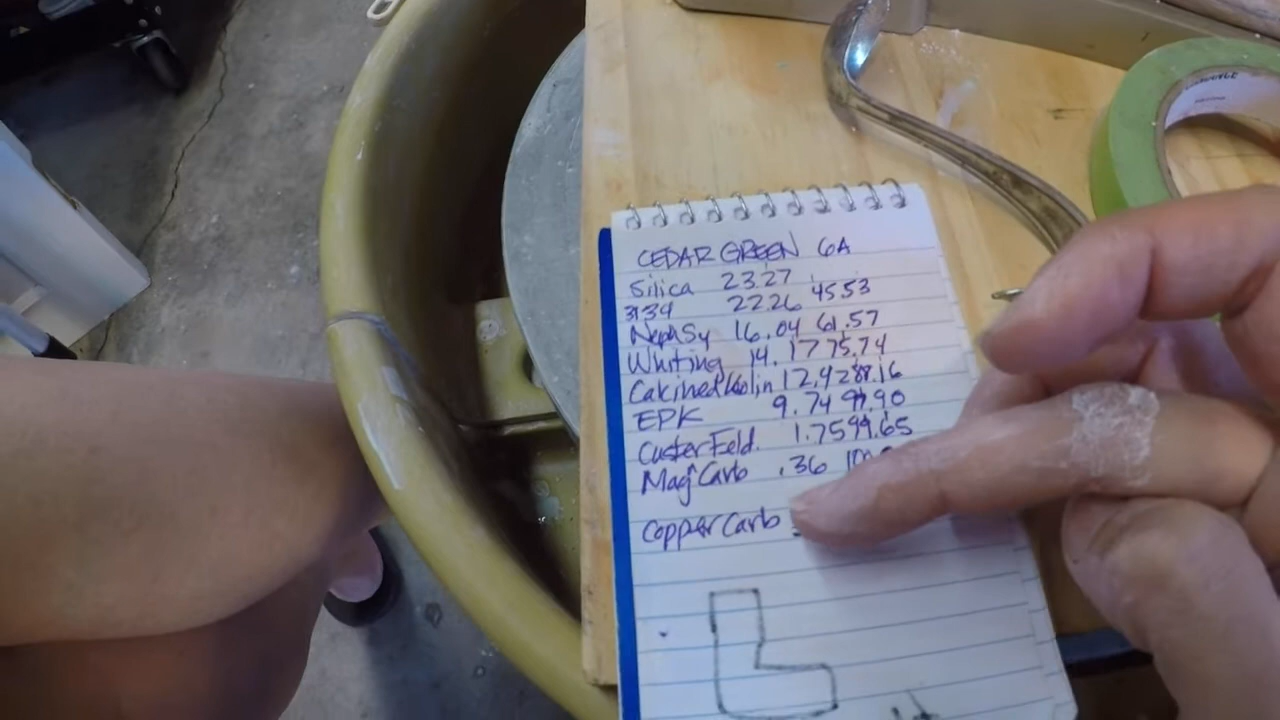 CEDAR GREEN 6A
Silica 23.27
3134 22.26 45.53
NephSy 16.04 61.57
Whiting 14.17 75.74
Calcined Kaolin 12.42 88.16
EPK 9.74 97.90
Custer Feld. 1.75 99.65
Mag Carb .36
Copper Carb